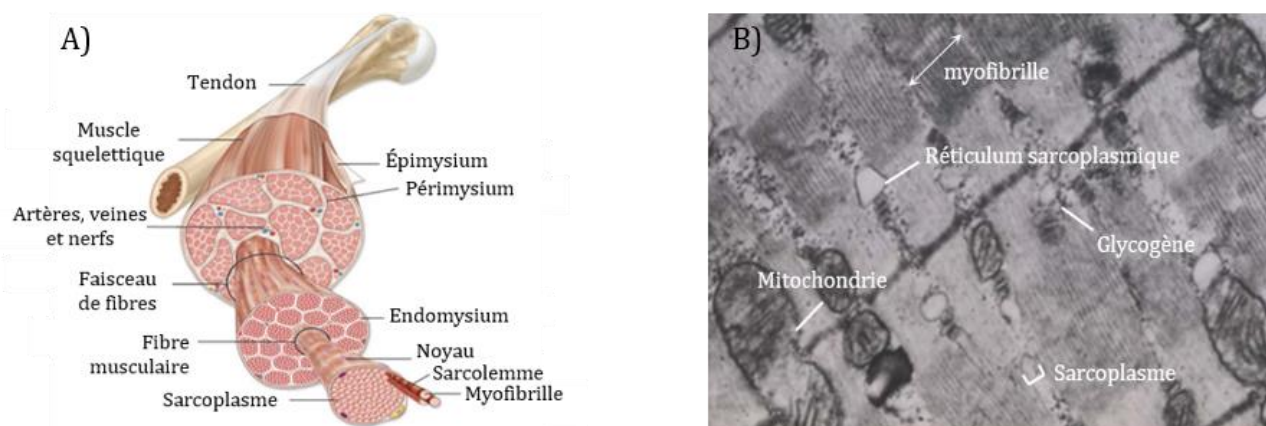 A)
Tendon
Muscle
squelettique
Épimysium
Périmysium
Artères, veines
et nerfs
Faisceau
de fibres
Endomysium
Fibre
musculaire
Noyau
Sarcolemme
Myofibrille
Sarcoplasme
B)
myofibrille
Réticulum sarcoplasmique
Glycogène
Mitochondrie
Sarcoplasme